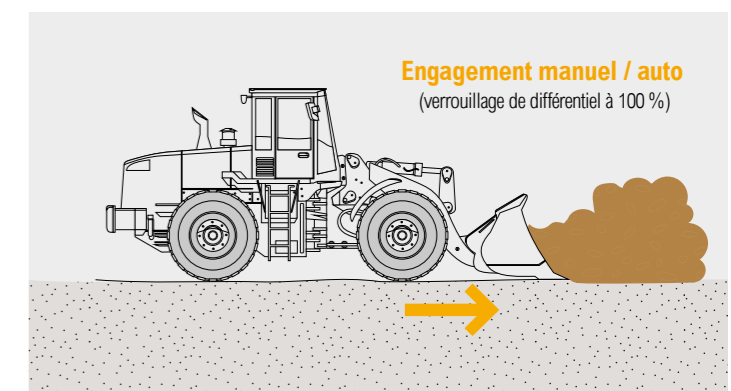 Engagement manuel / auto
(verrouillage de différentiel à 100 %)